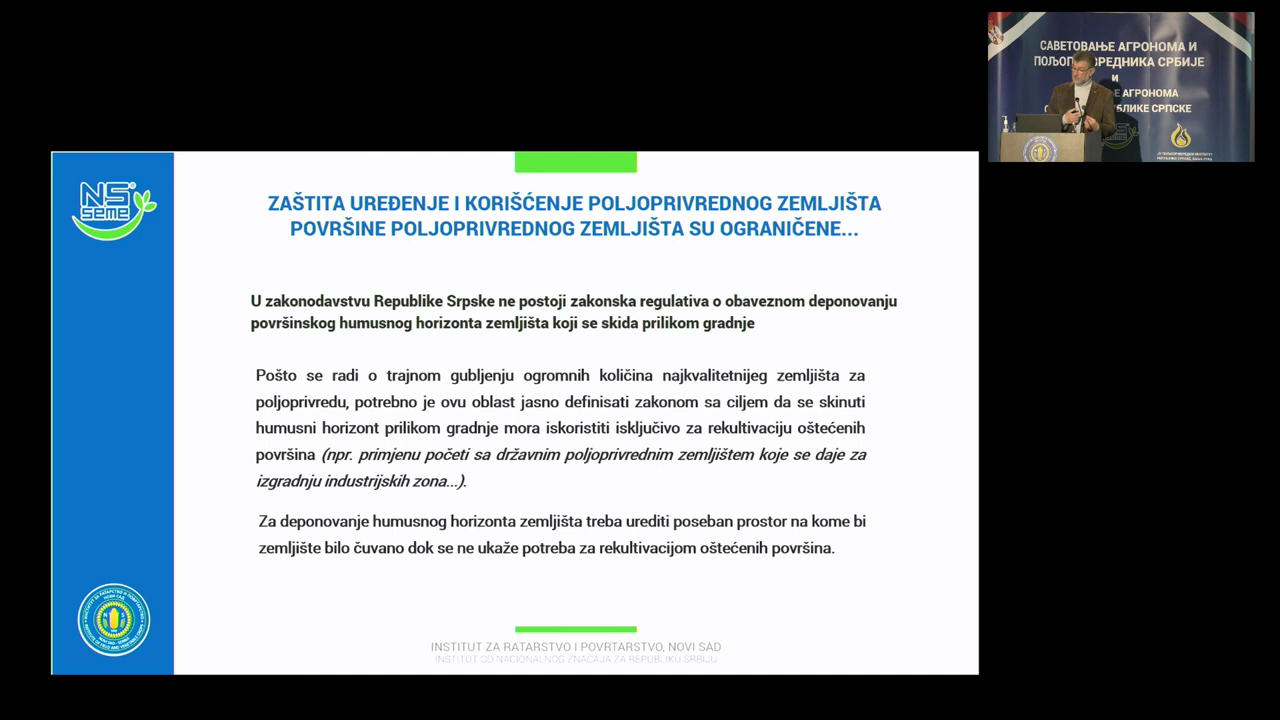 САВЕТОВАЊЕ АГРОНОМА И
ВРЕДНИКА СРБИЈЕ
И
АГРОНОМА
СРПСКЕ
NS®
seme
ZAŠTITA UREĐENJE I KORIŠĆENJE POLJOPRIVREDNOG ZEMLJIŠTA
POVRŠINE POLJOPRIVREDNOG ZEMLJIŠTA SU OGRANIČENE...
U zakonodavstvu Republike Srpske ne postoji zakonska regulativa o obaveznom deponovanju
površinskog humusnog horizonta zemljišta koji se skida prilikom gradnje
Pošto se radi o trajnom gubljenju ogromnih količina najkvalitetnijeg zemljišta za
poljoprivredu, potrebno je ovu oblast jasno definisati zakonom sa ciljem da se skinuti
humusni horizont prilikom gradnje mora iskoristiti isključivo za rekultivaciju oštećenih
površina (npr. primjenu početi sa državnim poljoprivrednim zemljištem koje se daje za
izgradnju industrijskih zona...).
Za deponovanje humusnog horizonta zemljišta treba urediti poseban prostor na kome bi
zemljište bilo čuvano dok se ne ukaže potreba za rekultivacijom oštećenih površina.
INSTITUT ZA RATARSTVO I POVRTARSTVO, NOVI SAD
INSTITUT OD NACIONALNOG ZNAČAJA ZA REPUBLIKU SRBIJU